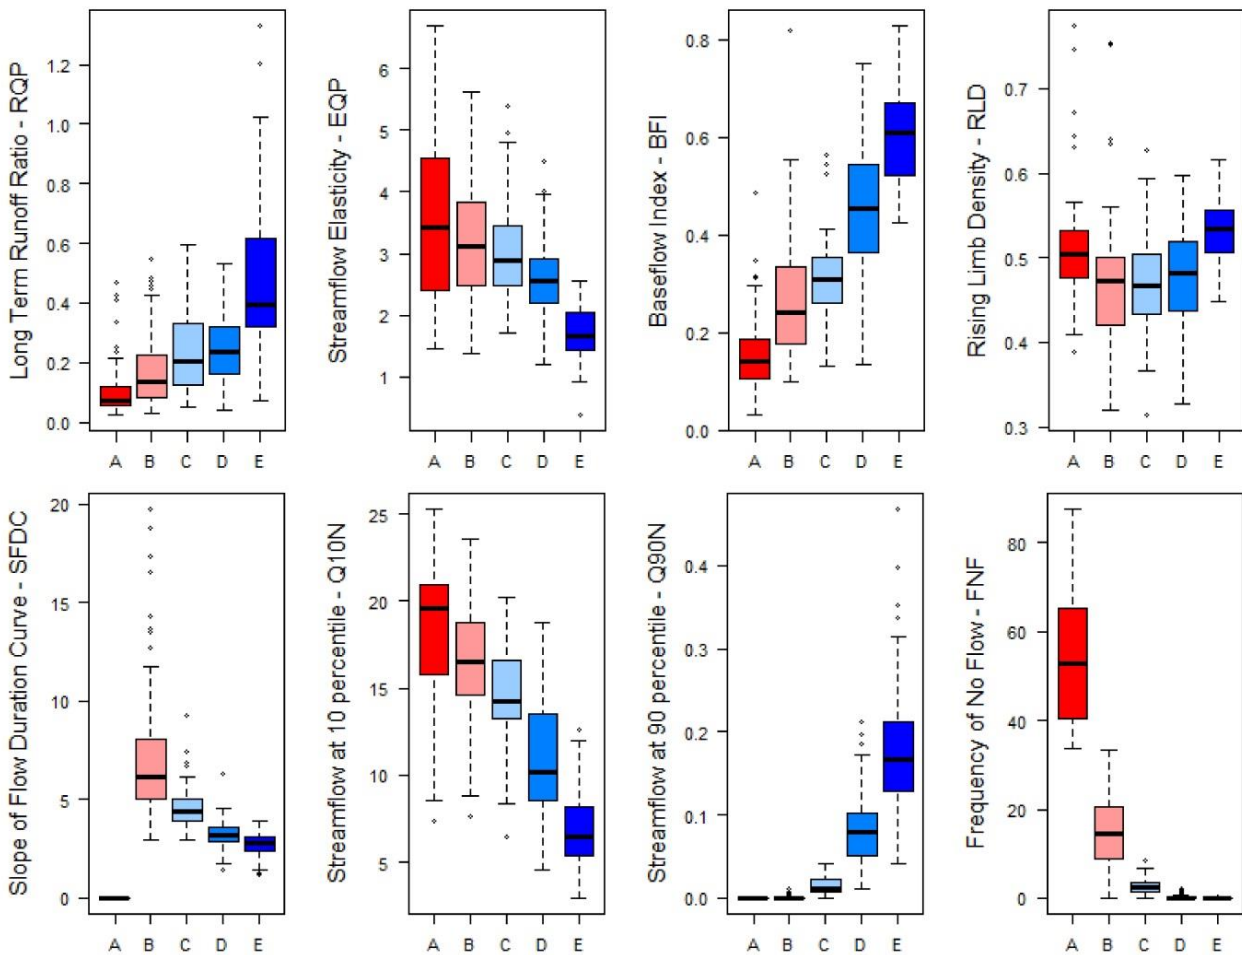 Long Term Runoff Ratio - RQP
1.2
1.0
0.8
0.6
0.4
0.2
0.0
A B C D E
Streamflow Elasticity - EQP
6
5
4
3
2
1
A B C D E
Baseflow Index - BFI
0.8
0.6
0.4
0.2
0.0
A B C D E
Rising Limb Density - RLD
0.7
0.6
0.5
0.4
0.3
A B C D E
Slope of Flow Duration Curve - SFDC
20
15
10
5
0
A B C D E
Streamflow at 10 percentile - Q10N
25
20
15
10
5
A B C D E
Streamflow at 90 percentile - Q90N
0.4
0.3
0.2
0.1
0.0
A B C D E
Frequency of No Flow - FNF
80
60
40
20
0
A B C D E